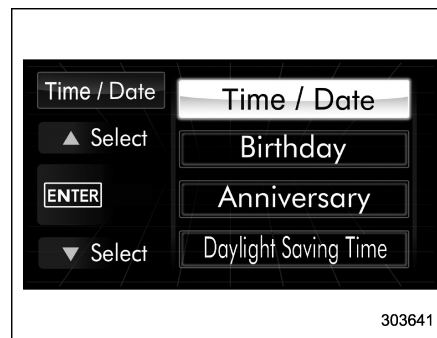 Time / Date
▲ Select
ENTER
▼ Select
Time / Date
Birthday
Anniversary
Daylight Saving Time
303641